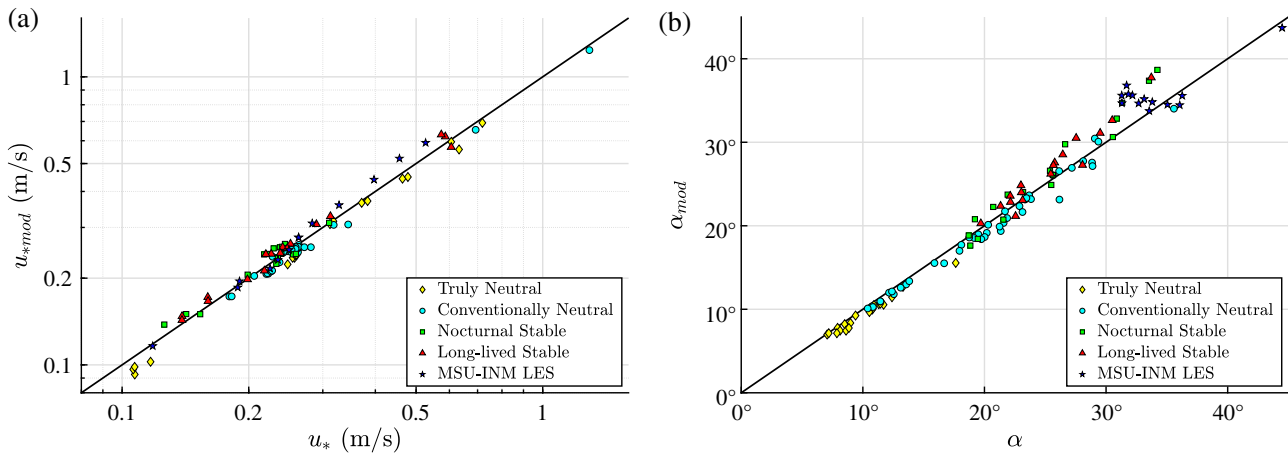 (a)
1
0.5
0.2
0.1
u*mod (m/s)
0.1
0.2
0.5
1
u* (m/s)
Truly Neutral
Conventionally Neutral
Nocturnal Stable
Long-lived Stable
MSU-INM LES
(b)
40°
30°
20°
10°
0°
αmod
0°
10°
20°
30°
40°
α
Truly Neutral
Conventionally Neutral
Nocturnal Stable
Long-lived Stable
MSU-INM LES